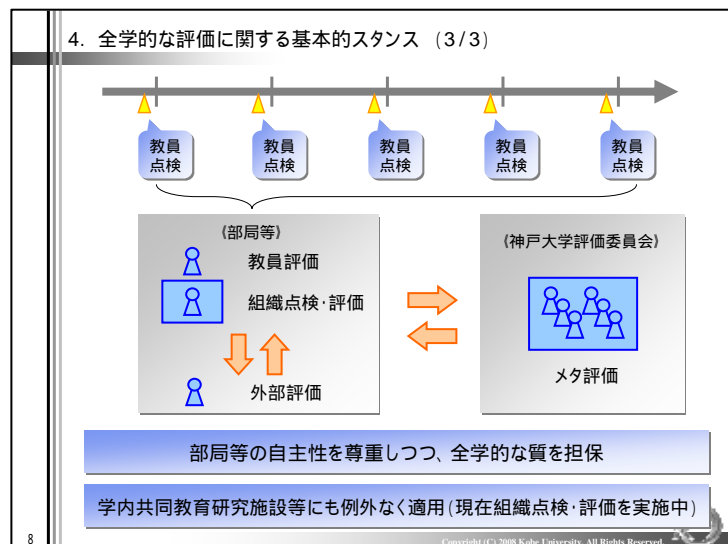 4. 全学的な評価に関する基本的スタンス (3/3)
教員
点検
教員
点検
教員
点検
教員
点検
教員
点検
《部局等》
教員評価
組織点検・評価
外部評価
《神戸大学評価委員会》
メタ評価
部局等の自主性を尊重しつつ、全学的な質を担保
学内共同教育研究施設等にも例外なく適用(現在組織点検・評価を実施中)
8
Copyright (C) 2008 Kobe University. All Rights Reserved.